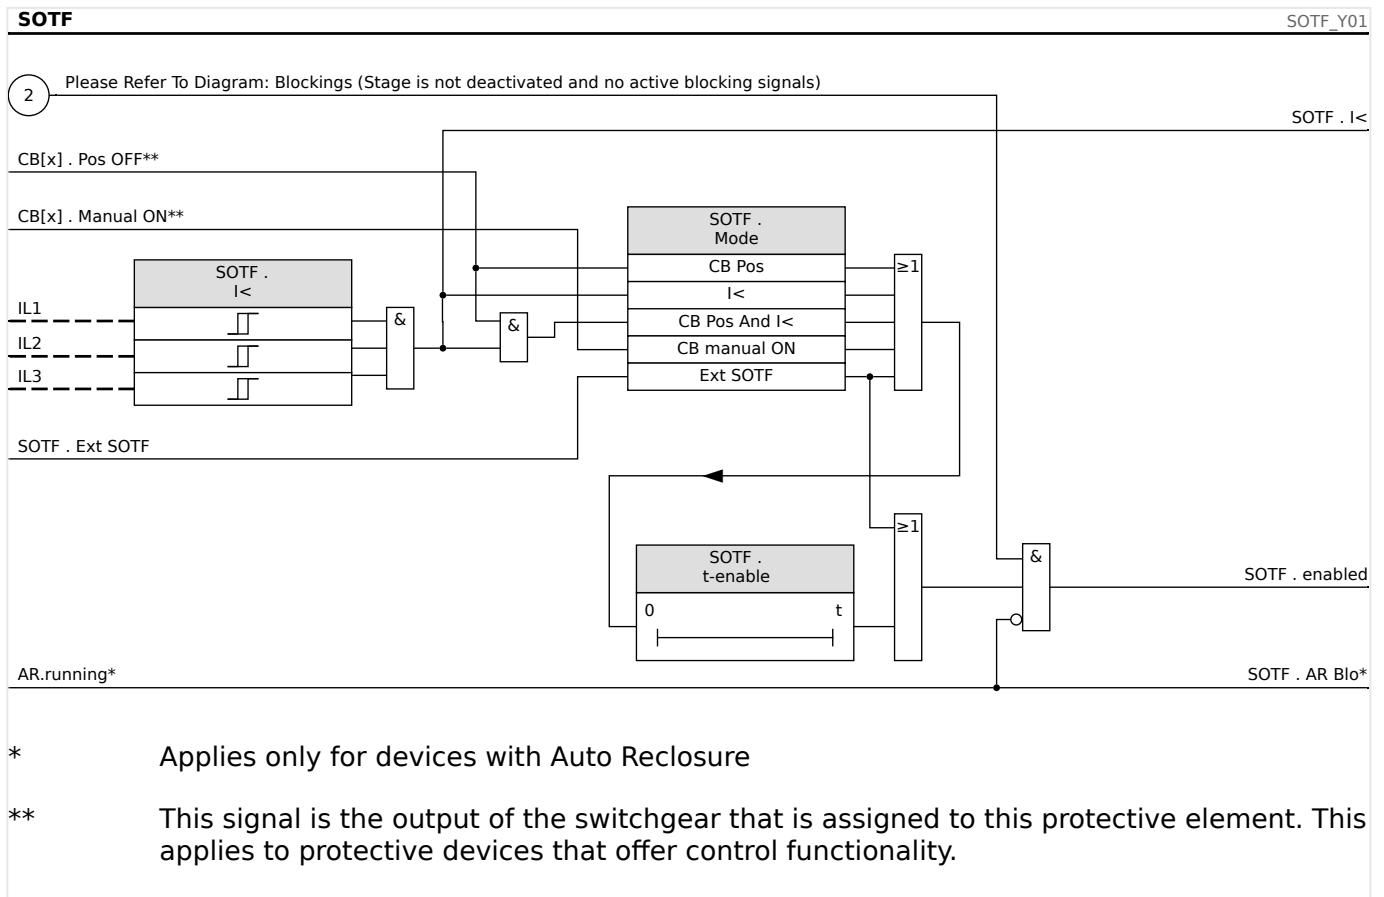 SOTF
SOTF_Y01
2
Please Refer To Diagram: Blockings (Stage is not deactivated and no active blocking signals)
SOTF . I<
CB[x] . Pos OFF**
CB[x] . Manual ON**
SOTF .
Mode
CB Pos
≥1
SOTF .
I<
I<
IL1
&
&
CB Pos And I<
IL2
CB manual ON
IL3
Ext SOTF
SOTF . Ext SOTF
≥1
SOTF .
t-enable
&
SOTF . enabled
0
t
AR.running*
SOTF . AR Blo*
*
Applies only for devices with Auto Reclosure
**
This signal is the output of the switchgear that is assigned to this protective element. This
applies to protective devices that offer control functionality.